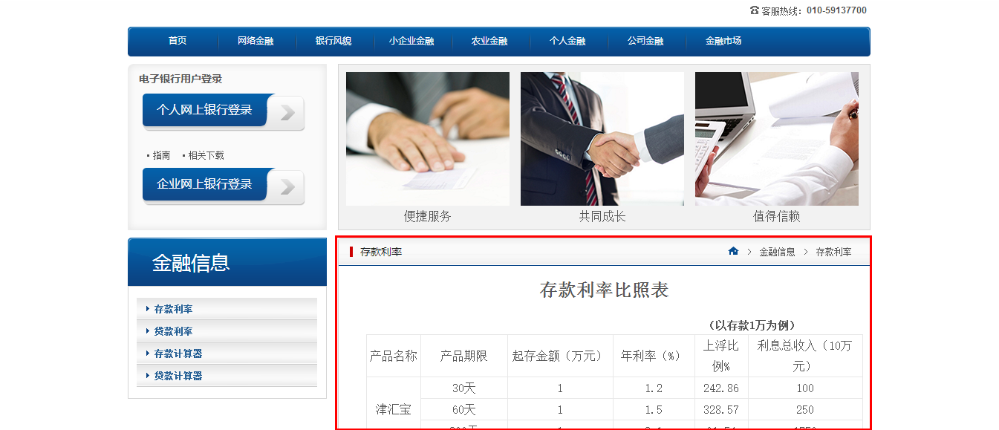 客服热线：010-59137700
首页 网络金融 银行风貌 小企业金融 农业金融 个人金融 公司金融 金融市场
电子银行用户登录
个人网上银行登录
指南 相关下载
企业网上银行登录
便捷服务 共同成长 值得信赖
金融信息
存款利率
贷款利率
存款计算器
贷款计算器
存款利率 > 金融信息 > 存款利率
存款利率比照表
（以存款1万为例）
产品名称 产品期限 起存金额（万元） 年利率（%） 上浮比例% 利息总收入（10万元）
津汇宝
30天 1 1.2 242.86 100
60天 1 1.5 328.57 250